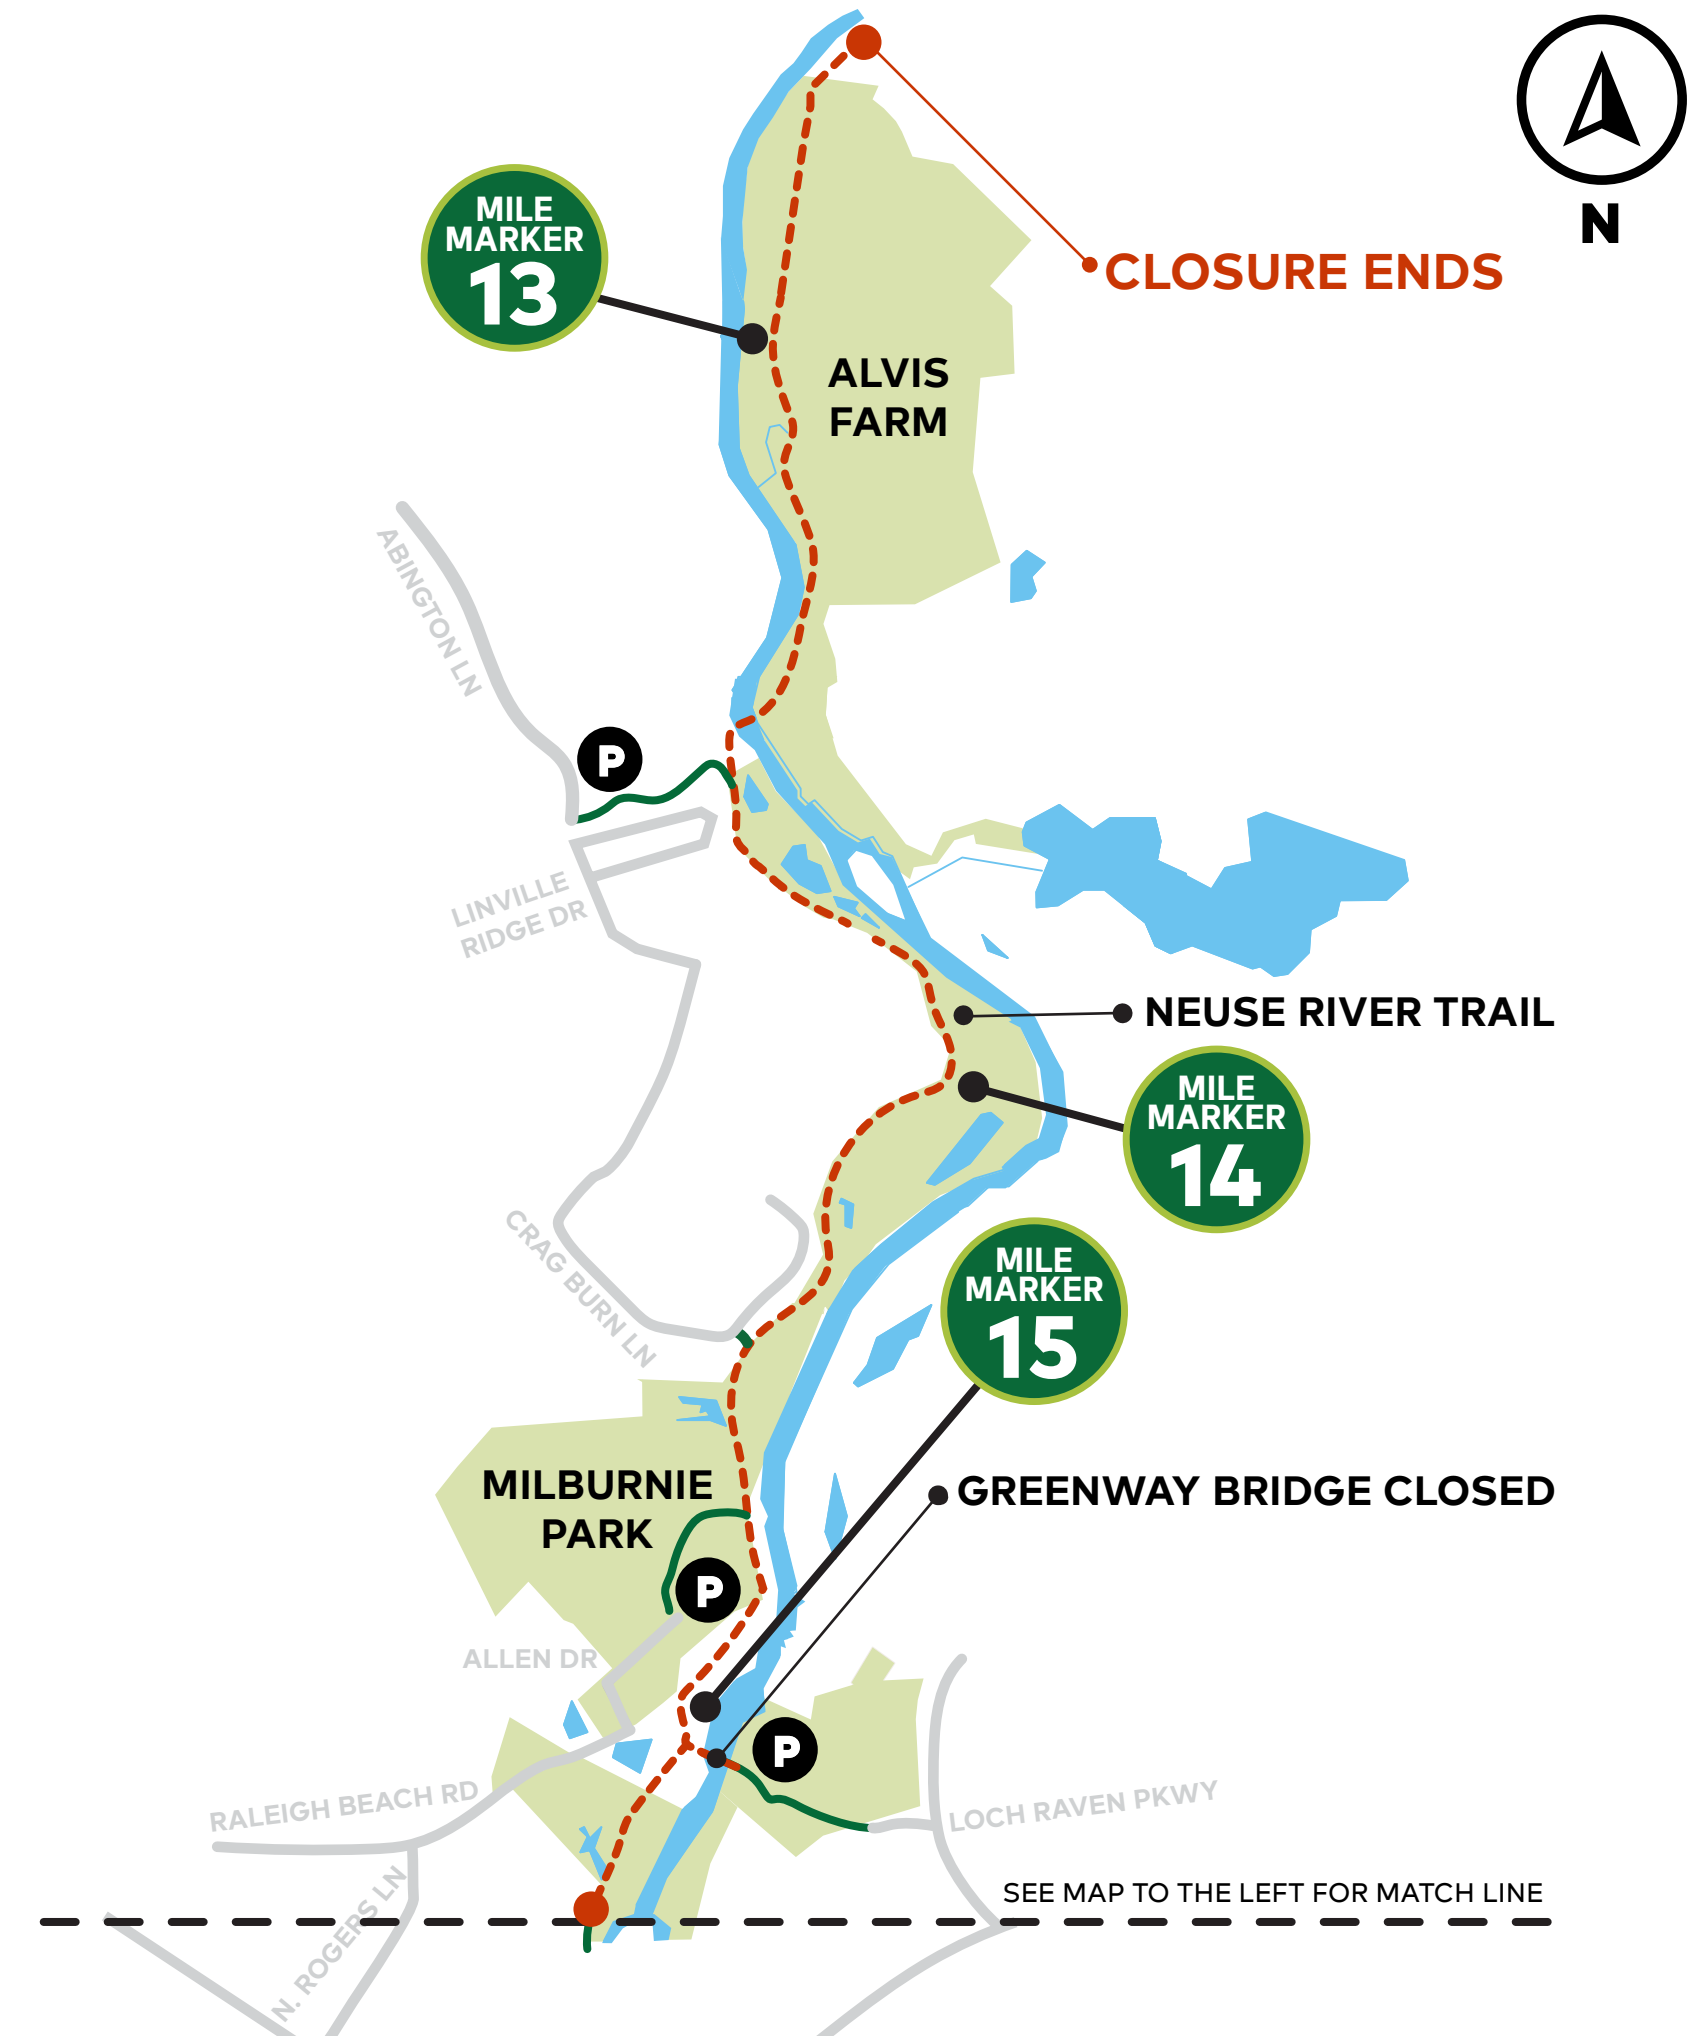 N
MILE
MARKER
13
CLOSURE ENDS
ALVIS
FARM
ABINGTON LN
P
LINVILLE
RIDGE DR
NEUSE RIVER TRAIL
MILE
MARKER
14
CRAG BURN LN
MILE
MARKER
15
MILBURNIE
PARK
GREENWAY BRIDGE CLOSED
P
ALLEN DR
P
RALEIGH BEACH RD
LOCH RAVEN PKWY
SEE MAP TO THE LEFT FOR MATCH LINE
N. ROGERS LN